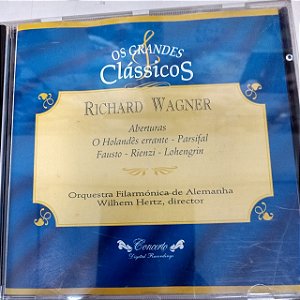 OS GRANDES
CLÁSSICOS
RICHARD WAGNER
Aberturas
O Holandês errante - Parsifal
Fausto - Rienzi - Lohengrin
Orquestra Filarmónica de Alemanha
Wilhem Hertz, director
Concerto
Digital Recordings